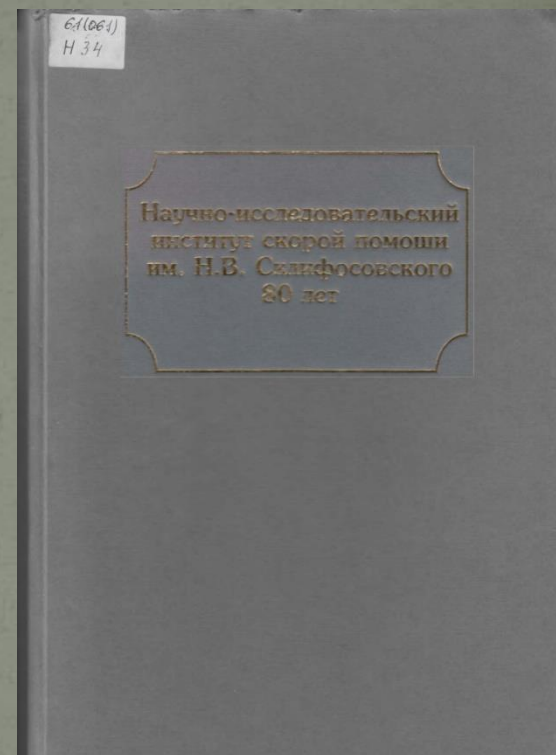 61(061)
Н 34
Научно-исследовательский
институт скорой помощи
им. Н.В. Склифосовского
80 лет